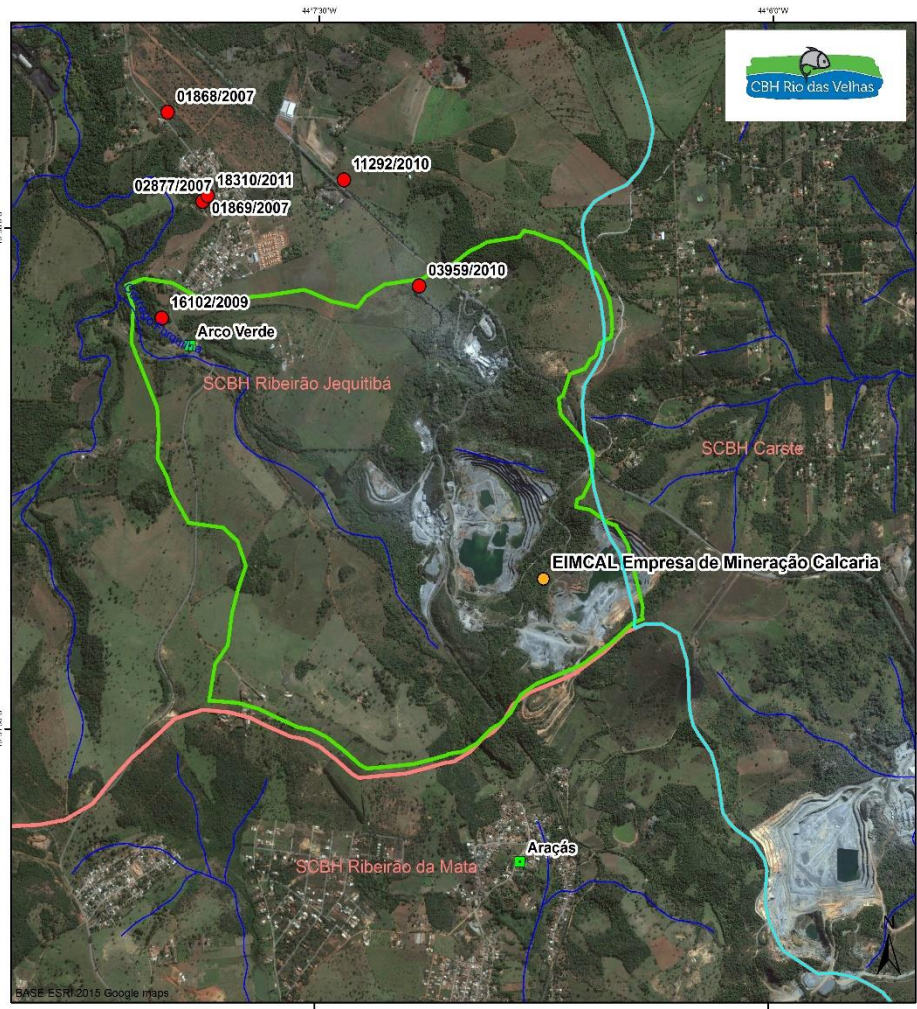 44°7'30"W
44°6'0"W
CBH Rio das Velhas
01868/2007
11292/2010
18310/2011
02877/2007
01869/2007
03959/2010
16102/2009
Arco Verde
SCBH Ribeirão Jequitibá
SCBH Carste
EIMCAL Empresa de Mineração Calcaria
Araçás
SCBH Ribeirão da Mata
N
BASE ESRI 2015 Google maps